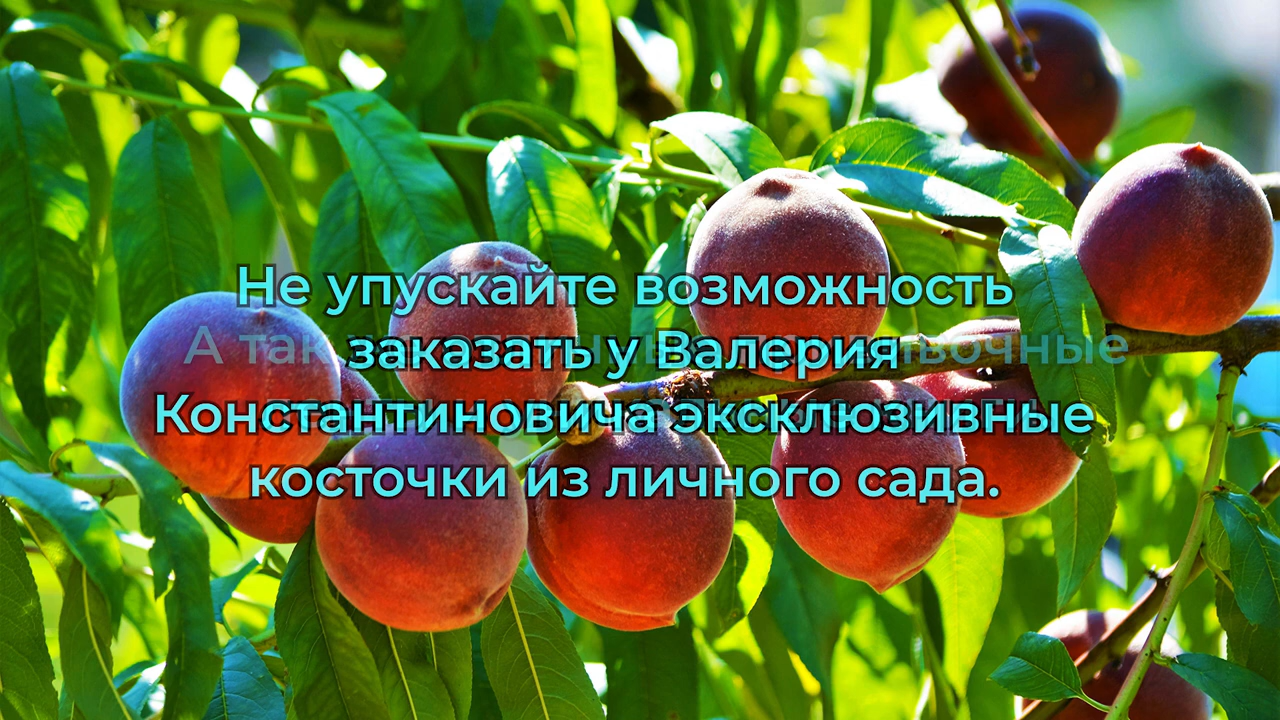 Не упускайте возможность
заказать у Валерия
Константиновича эксклюзивные
косточки из личного сада.